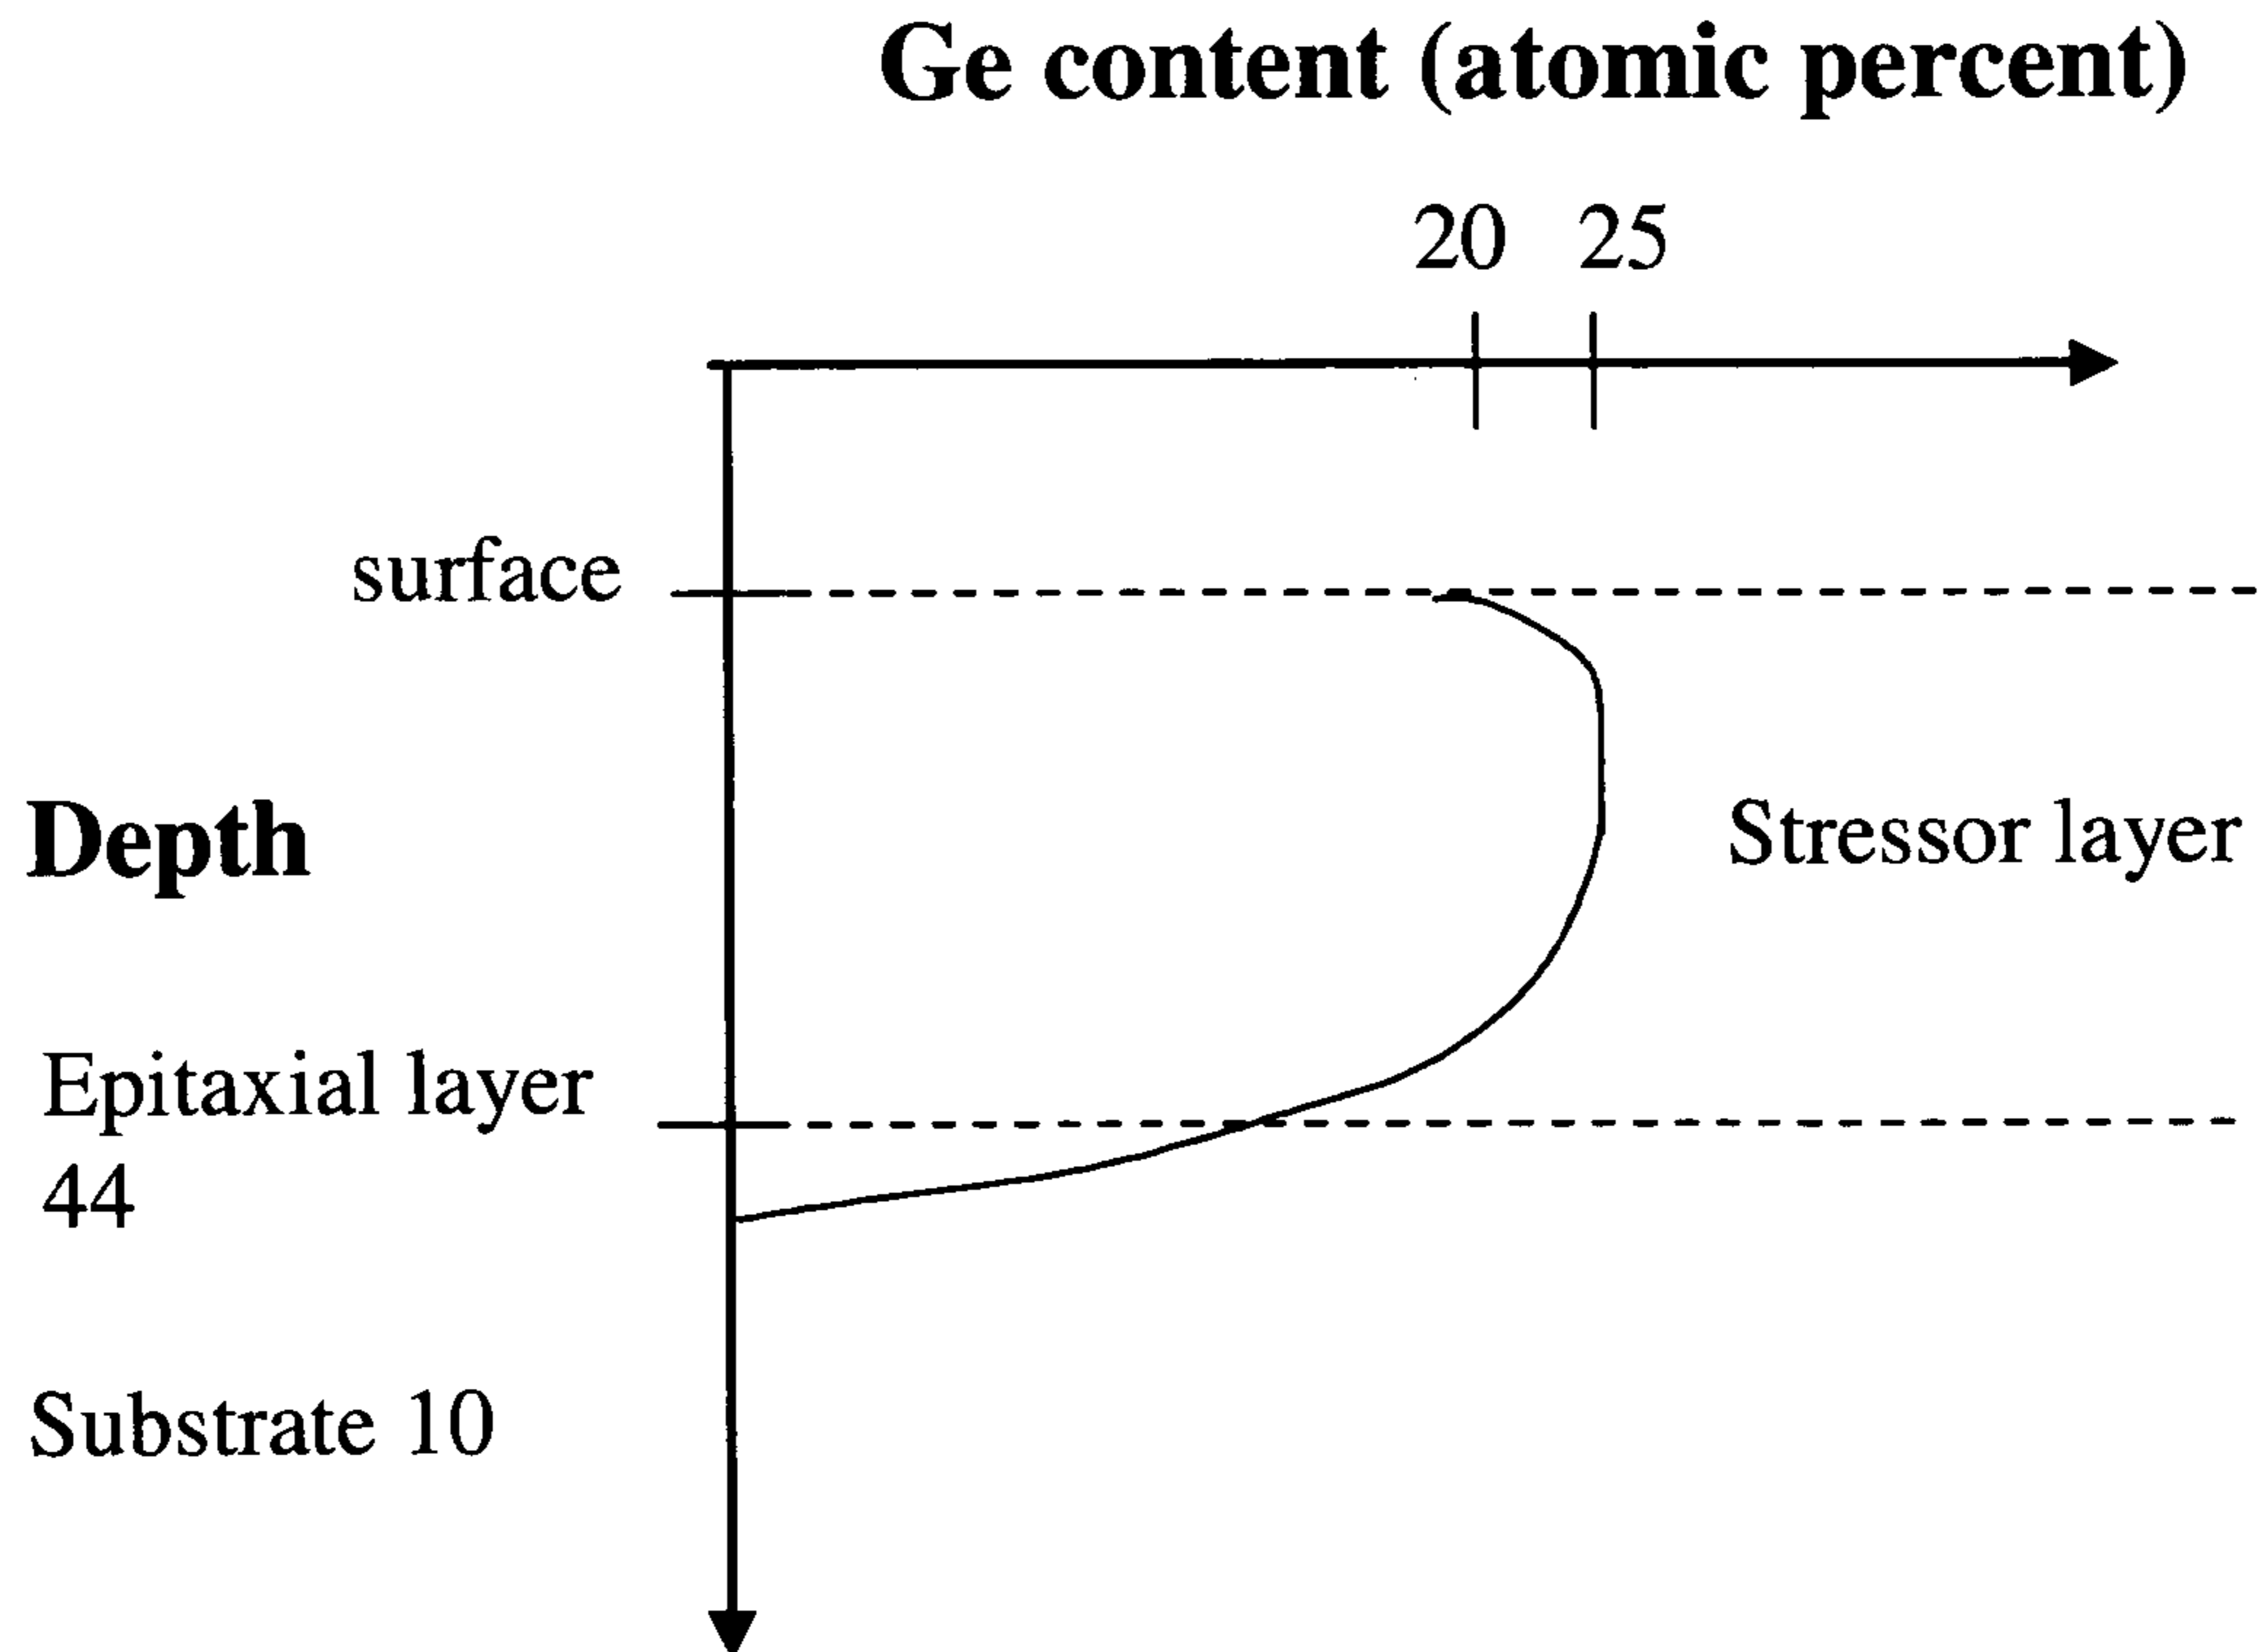 Ge content (atomic percent)
20 25
surface
Depth
Stressor layer
Epitaxial layer
44
Substrate 10